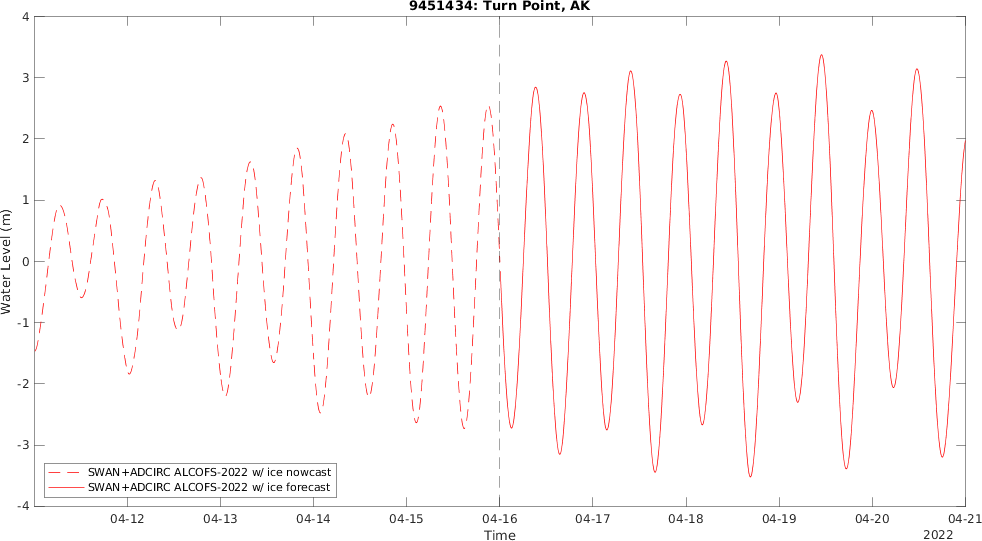 9451434: Turn Point, AK
4
3
2
1
0
-1
-2
-3
-4
Water Level (m)
SWAN+ADCIRC ALCOFS-2022 w/ ice nowcast
SWAN+ADCIRC ALCOFS-2022 w/ ice forecast
04-12 04-13 04-14 04-15 04-16 04-17 04-18 04-19 04-20 04-21
Time
2022